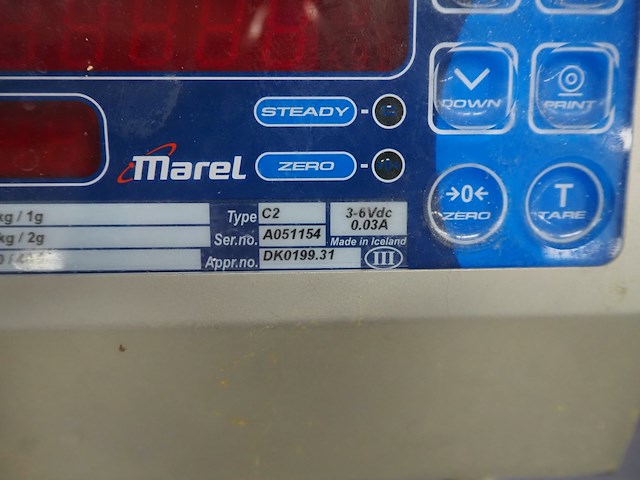 STEADY
DOWN
PRINT
Marel
ZERO
kg / 1g
Type C2
3-6Vdc
0.03A
→0←
ZERO
T
TARE
kg / 2g
Ser.no. A051154
Made in Iceland
Appr.no. DK0199.31
III